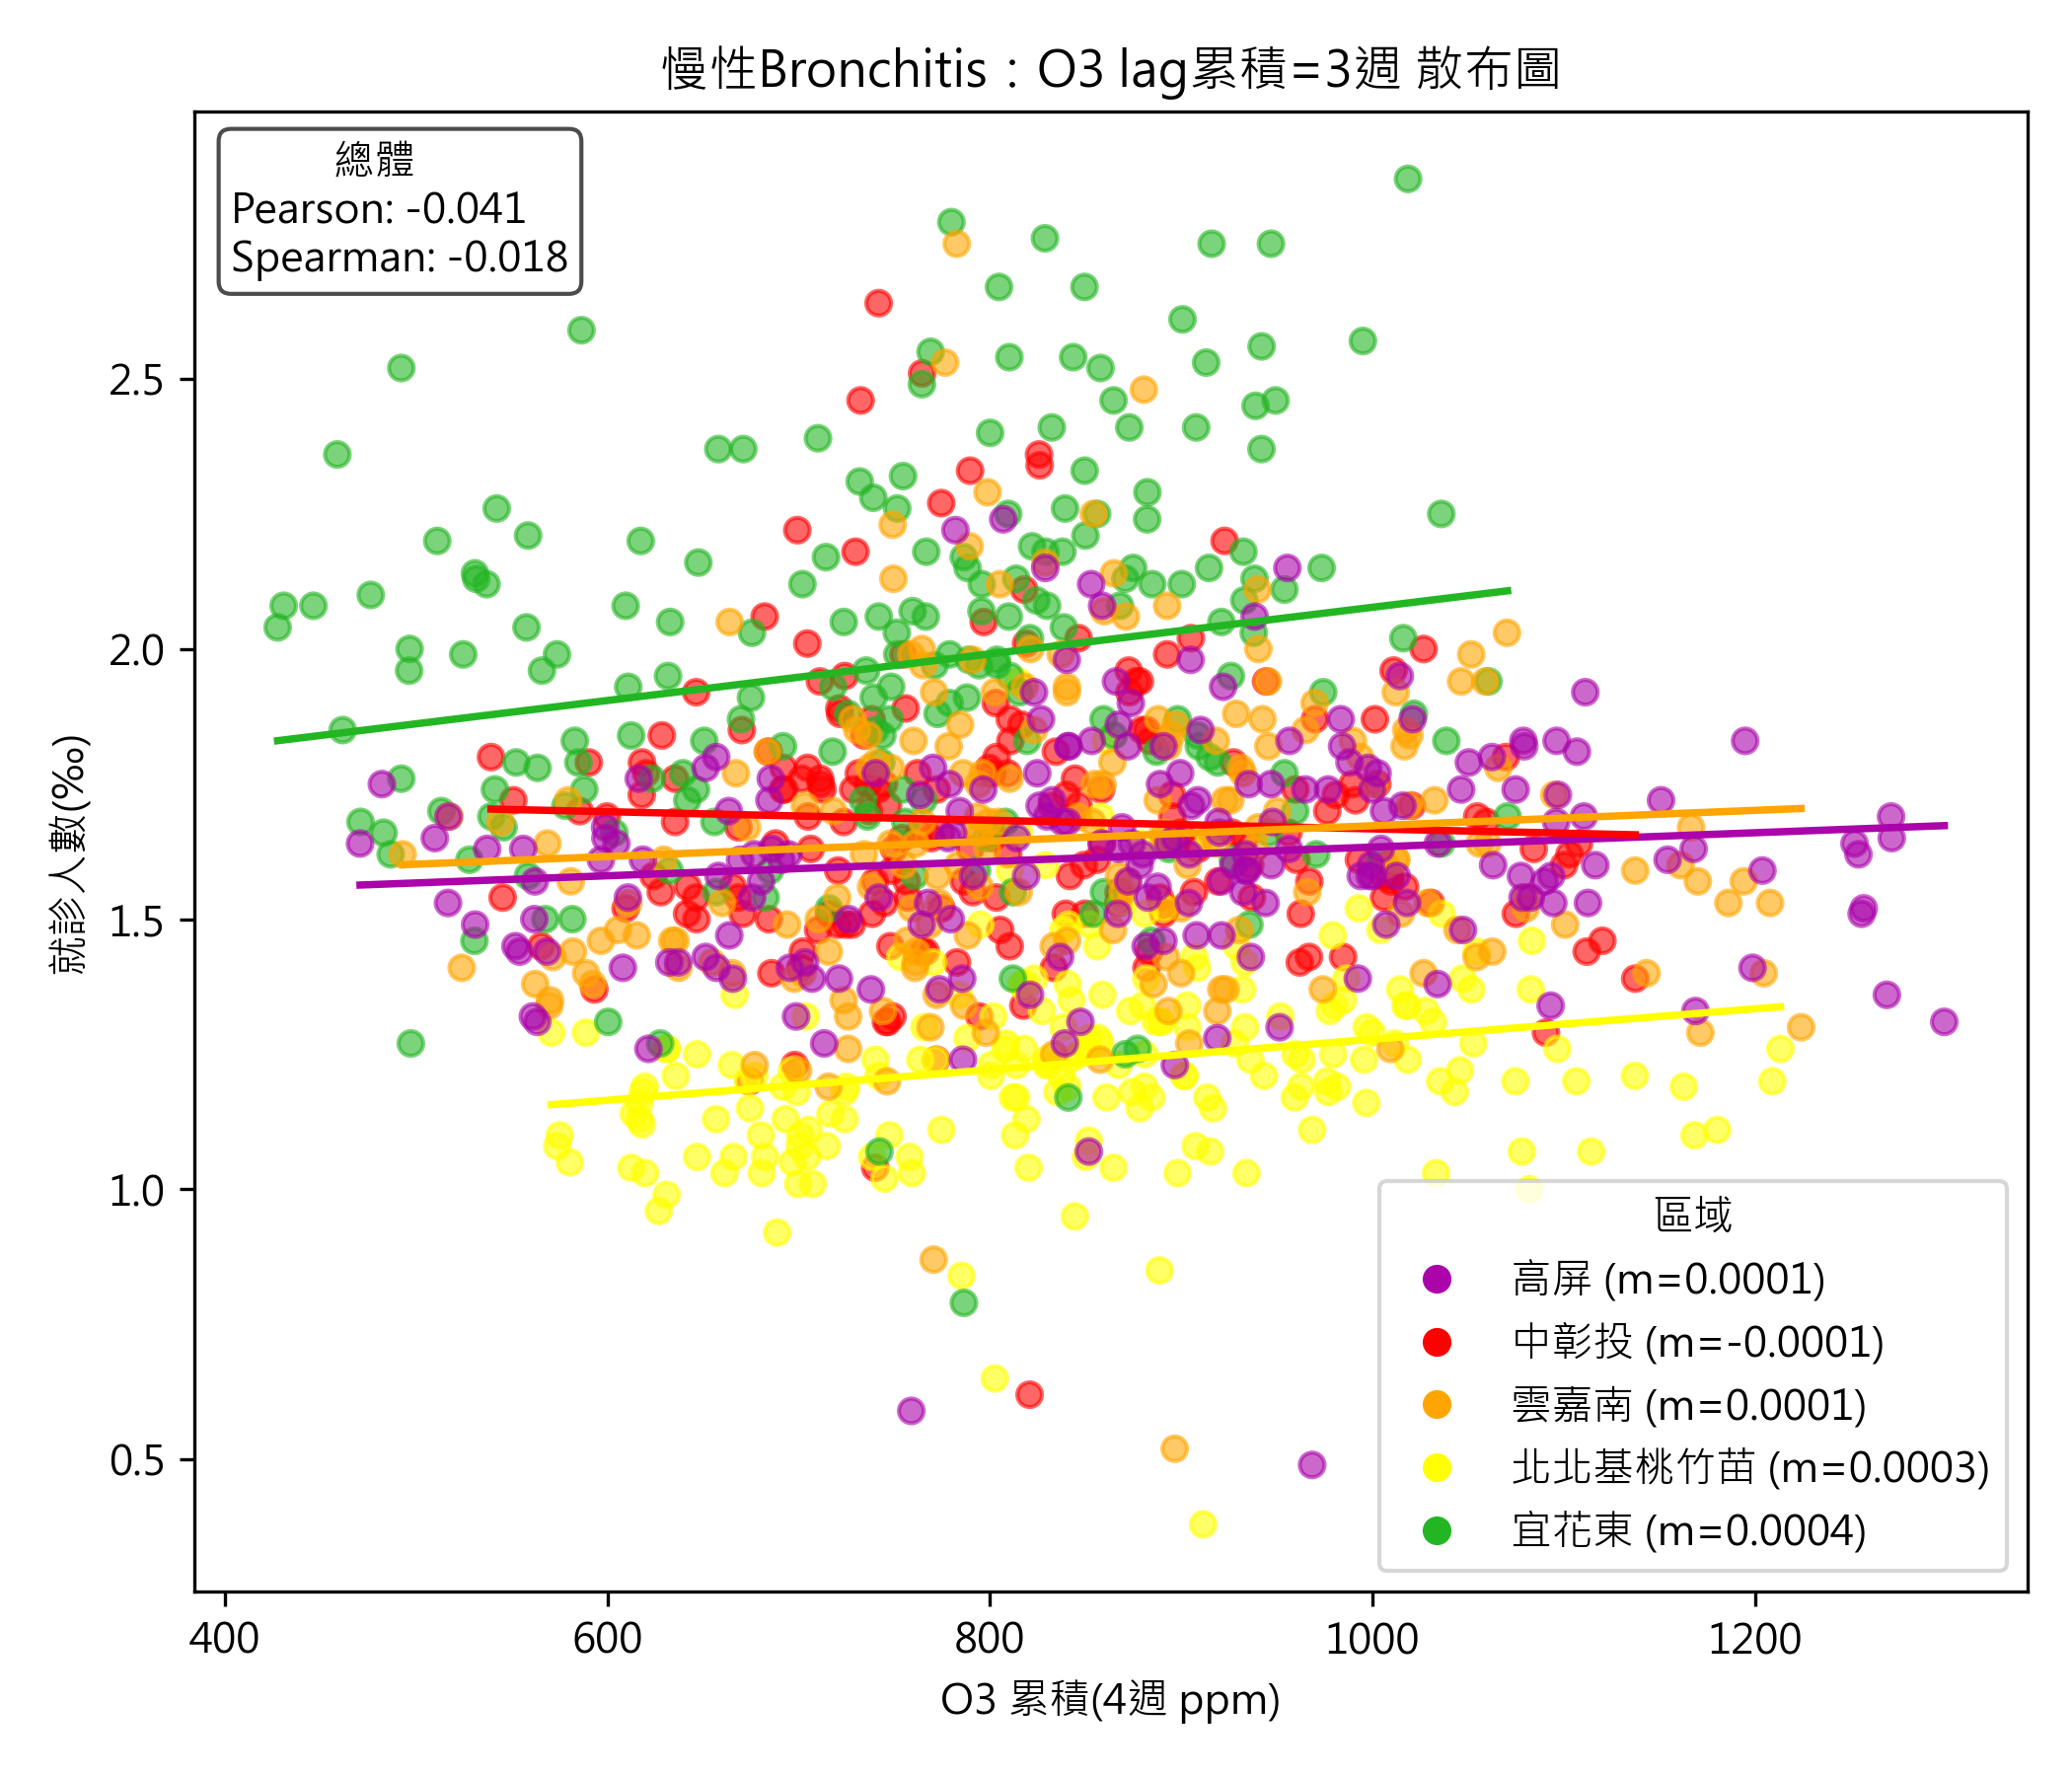 慢性Bronchitis：O3 lag累積=3週 散布圖
總體
Pearson: -0.041
Spearman: -0.018
就診人數(‰)
2.5
2.0
1.5
1.0
0.5
區域
高屏 (m=0.0001)
中彰投 (m=-0.0001)
雲嘉南 (m=0.0001)
北北基桃竹苗 (m=0.0003)
宜花東 (m=0.0004)
400
600
800
1000
1200
O3 累積(4週 ppm)